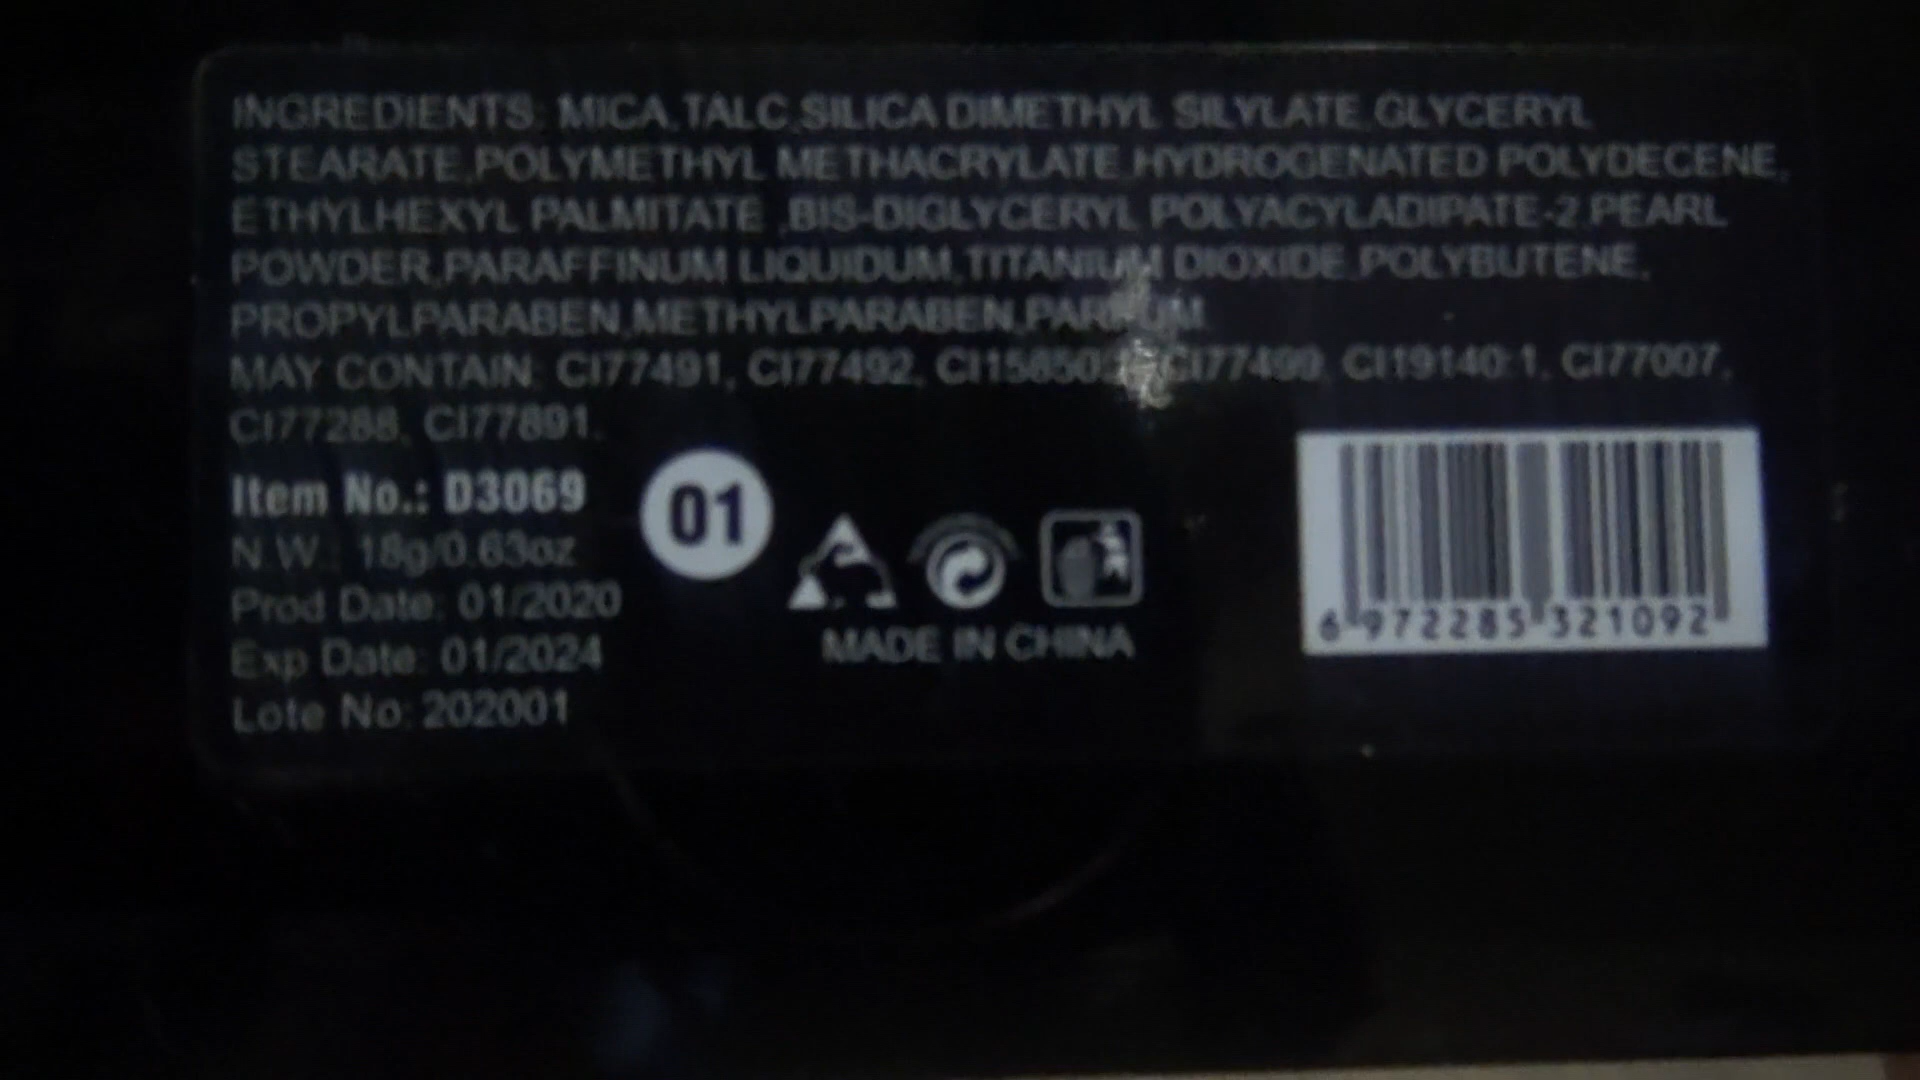 INGREDIENTS: MICA,TALC,SILICA DIMETHYL SILYLATE,GLYCERYL
STEARATE,POLYMETHYL METHACRYLATE,HYDROGENATED POLYDECENE,
ETHYLHEXYL PALMITATE ,BIS-DIGLYCERYL POLYACYLADIPATE-2,PEARL
POWDER,PARAFFINUM LIQUIDUM,TITANIUM DIOXIDE,POLYBUTENE,
PROPYLPARABEN,METHYLPARABEN,PARFUM.
MAY CONTAIN: CI77491, CI77492, CI77499, CI19140:1, CI77007,
CI77288, CI77891.
Item No.: D3069
01
N.W.: 18g/0.63oz
Prod Date: 01/2020
Exp Date: 01/2024
Lote No: 202001
MADE IN CHINA
6 972285 321092